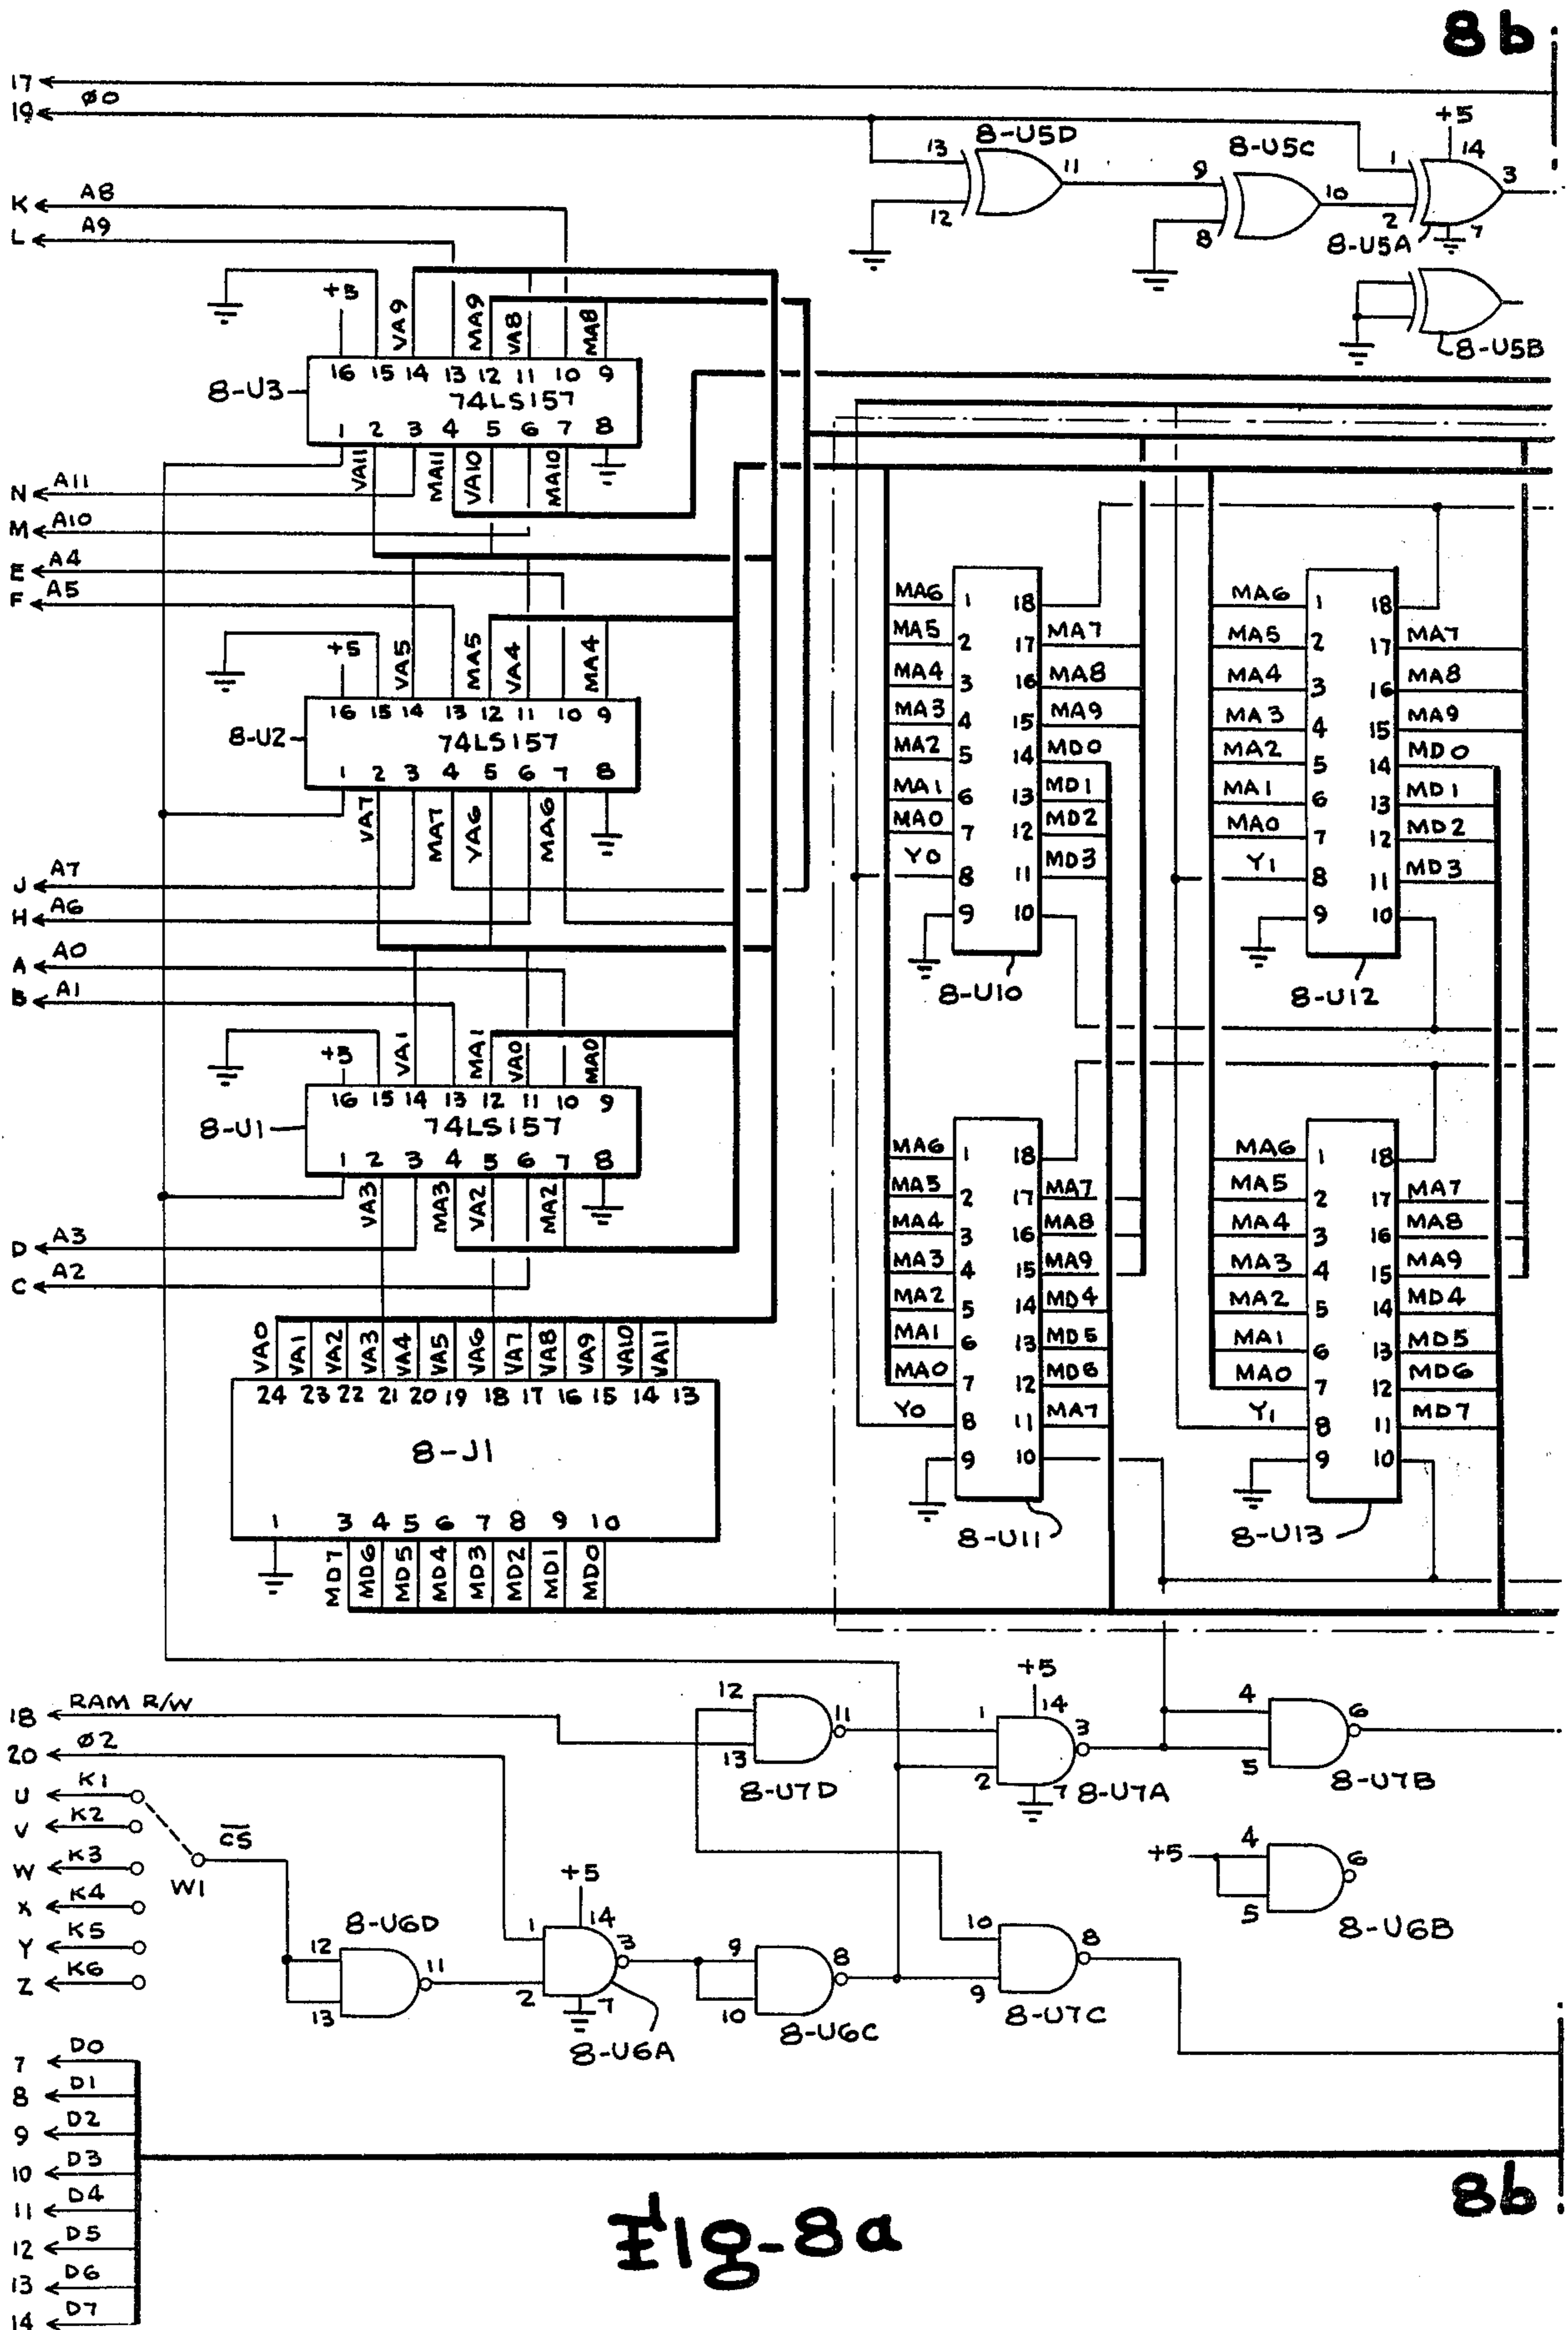 8b
17
19 ø0
8-U5D
13
12
11
8-U5C
9
8
10
+5
14
1
2
3
7
8-U5A
8-U5B
K A8
L A9
+5
VA9
MA9
VA8
MA8
16 15 14 13 12 11 10 9
8-U3
74LS157
1 2 3 4 5 6 7 8
VA11
MA11
VA10
MA10
N A11
M A10
E A4
F A5
+5
VA5
MA5
VA4
MA4
16 15 14 13 12 11 10 9
8-U2
74LS157
1 2 3 4 5 6 7 8
VA7
MA7
VA6
MA6
J A7
H A6
A A0
B A1
+5
VA1
MA1
VA0
MA0
16 15 14 13 12 11 10 9
8-U1
74LS157
1 2 3 4 5 6 7 8
VA3
MA3
VA2
MA2
D A3
C A2
VA0
VA1
VA2
VA3
VA4
VA5
VA6
VA7
VA8
VA9
VA10
VA11
24 23 22 21 20 19 18 17 16 15 14 13
8-J1
1 3 4 5 6 7 8 9 10
MD7
MD6
MD5
MD4
MD3
MD2
MD1
MD0
MA6 1 18
MA5 2 17 MA7
MA4 3 16 MA8
MA3 4 15 MA9
MA2 5 14 MD0
MA1 6 13 MD1
MA0 7 12 MD2
Y0 8 11 MD3
9 10
8-U10
MA6 1 18
MA5 2 17 MA7
MA4 3 16 MA8
MA3 4 15 MA9
MA2 5 14 MD0
MA1 6 13 MD1
MA0 7 12 MD2
Y1 8 11 MD3
9 10
8-U12
MA6 1 18
MA5 2 17 MA7
MA4 3 16 MA8
MA3 4 15 MA9
MA2 5 14 MD4
MA1 6 13 MD5
MA0 7 12 MD6
Y0 8 11 MA7
9 10
8-U11
MA6 1 18
MA5 2 17 MA7
MA4 3 16 MA8
MA3 4 15 MA9
MA2 5 14 MD4
MA1 6 13 MD5
MA0 7 12 MD6
Y1 8 11 MD7
9 10
8-U13
18 RAM R/W
20 ø2
U K1
V K2
W K3
X K4
Y K5
Z K6
W1
C̅S̅
12
13
11
8-U7D
+5
14
1
2
3
7
8-U7A
4
5
6
8-U7B
+5
4
5
6
8-U6B
8-U6D
12
13
11
+5
14
1
2
3
7
8-U6A
9
10
8
8-U6C
10
9
8
8-U7C
7 D0
8 D1
9 D2
10 D3
11 D4
12 D5
13 D6
14 D7
8b
Fig-8a